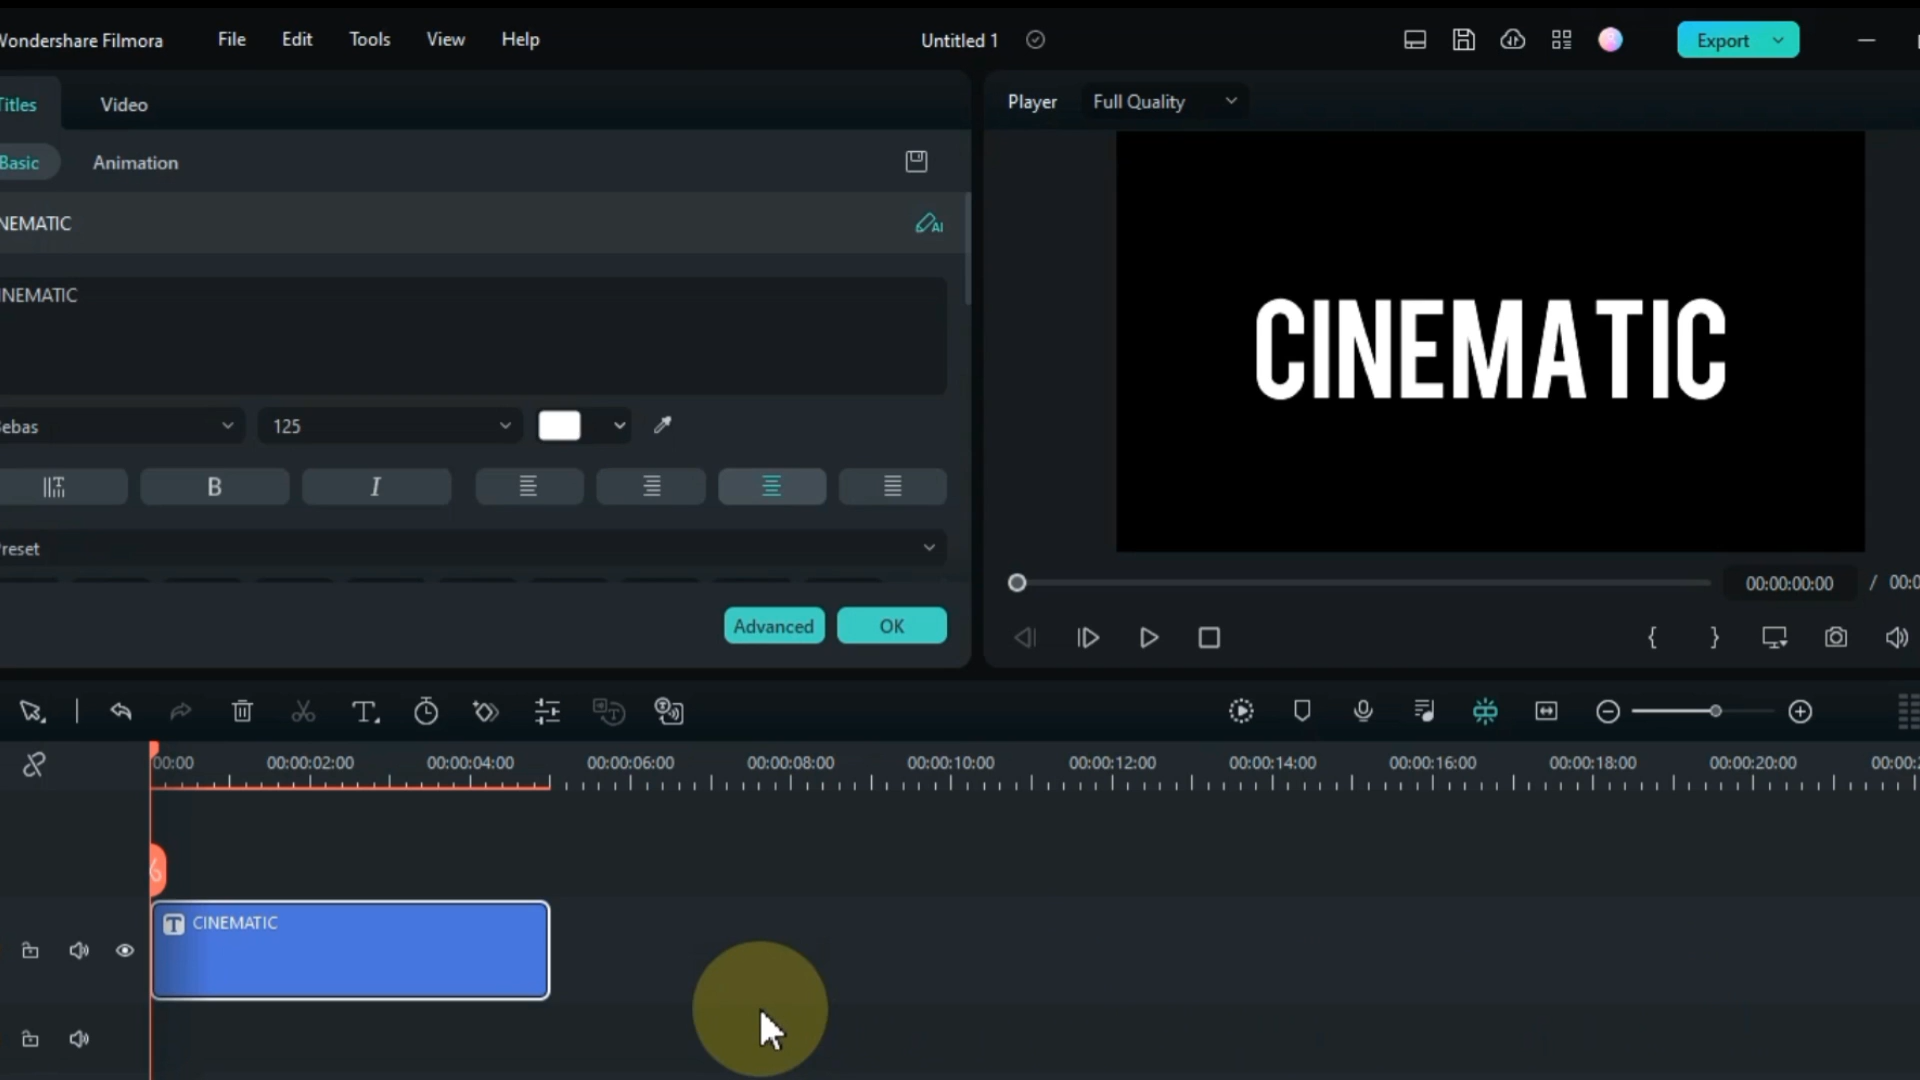 Wondershare Filmora File Edit Tools View Help Untitled 1 Export
Titles Video
Player Full Quality
Basic Animation
NEMATIC
AI
INEMATIC
CINEMATIC
ebas 125
B I
reset
Advanced OK
00:00:00:00 / 00:0
T
00:00 00:00:02:00 00:00:04:00 00:00:06:00 00:00:08:00 00:00:10:00 00:00:12:00 00:00:14:00 00:00:16:00 00:00:18:00 00:00:20:00 00:00:
T CINEMATIC